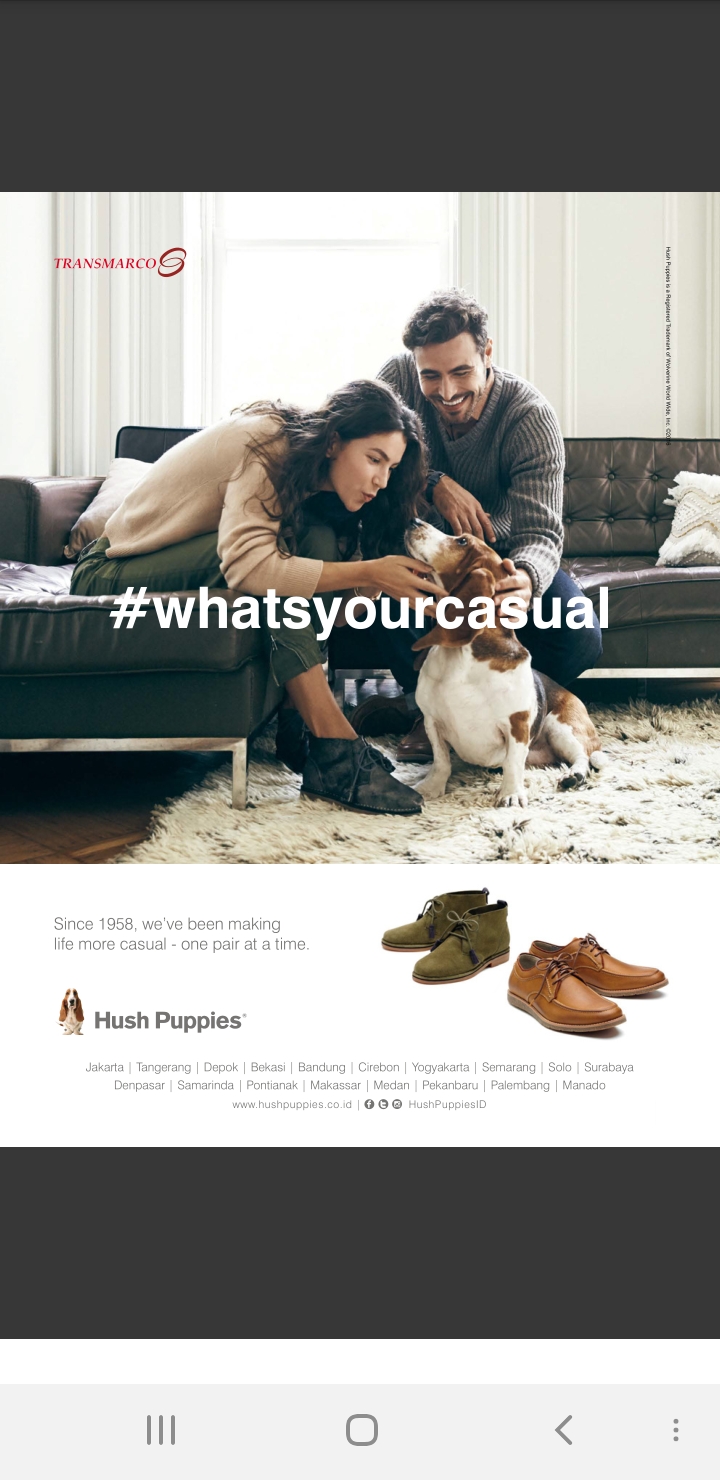 TRANSMARCO
Hush Puppies is a Registered Trademark of Wolverine World Wide, Inc. ©2018
#whatsyourcasual
Since 1958, we've been making
life more casual - one pair at a time.
Hush Puppies®
Jakarta | Tangerang | Depok | Bekasi | Bandung | Cirebon | Yogyakarta | Semarang | Solo | Surabaya
Denpasar | Samarinda | Pontianak | Makassar | Medan | Pekanbaru | Palembang | Manado
www.hushpuppies.co.id | HushPuppiesID